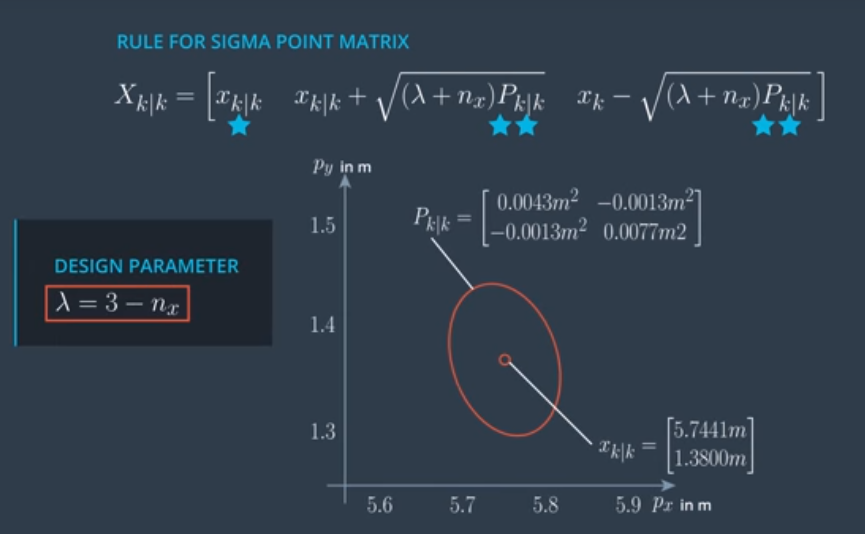 RULE FOR SIGMA POINT MATRIX
X_{k|k} = [ x_{k|k}   x_{k|k} + √((λ + n_x)P_{k|k})   x_k − √((λ + n_x)P_{k|k}) ]
p_y in m
P_{k|k} = [ 0.0043m²  −0.0013m² ]
[ −0.0013m²  0.0077m2 ]
1.5
DESIGN PARAMETER
λ = 3 − n_x
1.4
1.3
x_{k|k} = [ 5.7441m ]
[ 1.3800m ]
5.6 5.7 5.8 5.9 p_x in m